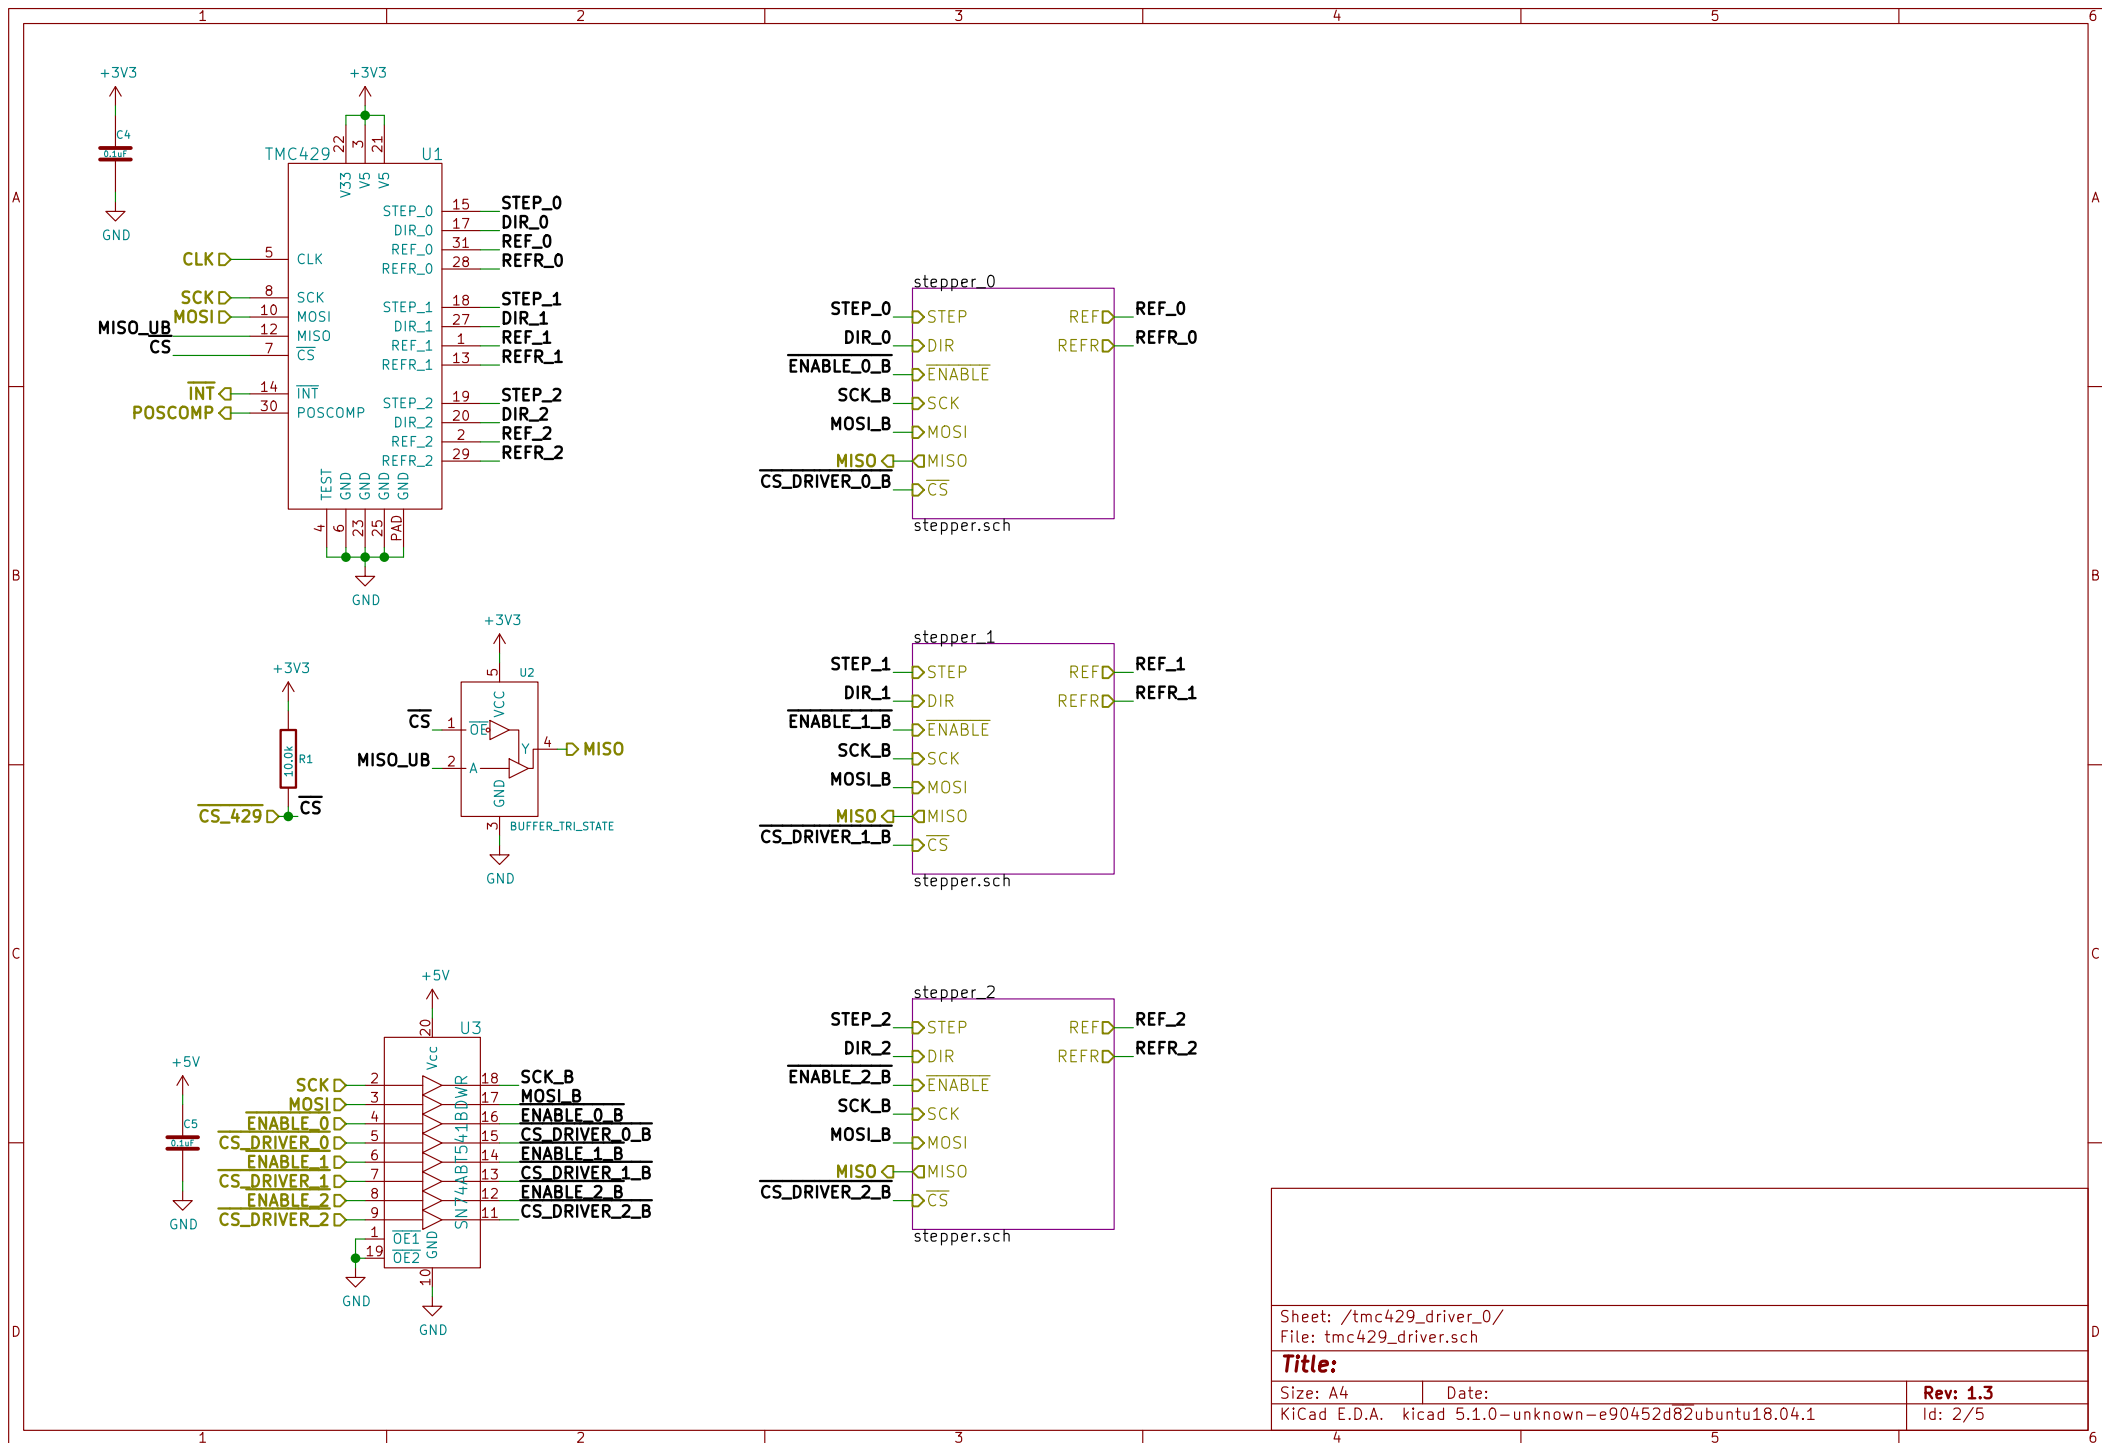 1 2 3 4 5 6
A
B
C
D
+3V3
C4
0.1uF
GND
+3V3
22 3 21
TMC429 U1
V33 V5 V5
STEP_0 15 STEP_0
DIR_0 17 DIR_0
REF_0 31 REF_0
REFR_0 28 REFR_0
CLK 5 CLK
SCK 8 SCK
MOSI 10 MOSI
MISO_UB 12 MISO
CS 7 CS
INT 14 INT
POSCOMP 30 POSCOMP
STEP_1 18 STEP_1
DIR_1 27 DIR_1
REF_1 1 REF_1
REFR_1 13 REFR_1
STEP_2 19 STEP_2
DIR_2 20 DIR_2
REF_2 2 REF_2
REFR_2 29 REFR_2
TEST GND GND GND GND
4 6 23 25 PAD
GND
stepper_0
STEP_0 STEP REF REF_0
DIR_0 DIR REFR REFR_0
ENABLE_0_B ENABLE
SCK_B SCK
MOSI_B MOSI
MISO MISO
CS_DRIVER_0_B CS
stepper.sch
+3V3
R1
10.0k
CS_429 CS
+3V3
5 U2
VCC
CS 1 OE
Y 4 MISO
MISO_UB 2 A
GND
3 BUFFER_TRI_STATE
GND
stepper_1
STEP_1 STEP REF REF_1
DIR_1 DIR REFR REFR_1
ENABLE_1_B ENABLE
SCK_B SCK
MOSI_B MOSI
MISO MISO
CS_DRIVER_1_B CS
stepper.sch
+5V
C5
0.1uF
GND
+5V
20 U3
Vcc
SN74ABT541BDWR
SCK 2 18 SCK_B
MOSI 3 17 MOSI_B
ENABLE_0 4 16 ENABLE_0_B
CS_DRIVER_0 5 15 CS_DRIVER_0_B
ENABLE_1 6 14 ENABLE_1_B
CS_DRIVER_1 7 13 CS_DRIVER_1_B
ENABLE_2 8 12 ENABLE_2_B
CS_DRIVER_2 9 11 CS_DRIVER_2_B
1 OE1
19 OE2
GND
10
GND
GND
stepper_2
STEP_2 STEP REF REF_2
DIR_2 DIR REFR REFR_2
ENABLE_2_B ENABLE
SCK_B SCK
MOSI_B MOSI
MISO MISO
CS_DRIVER_2_B CS
stepper.sch
Sheet: /tmc429_driver_0/
File: tmc429_driver.sch
Title:
Size: A4 Date: Rev: 1.3
KiCad E.D.A. kicad 5.1.0-unknown-e90452d82ubuntu18.04.1 Id: 2/5
A
B
C
D
1 2 3 4 5 6